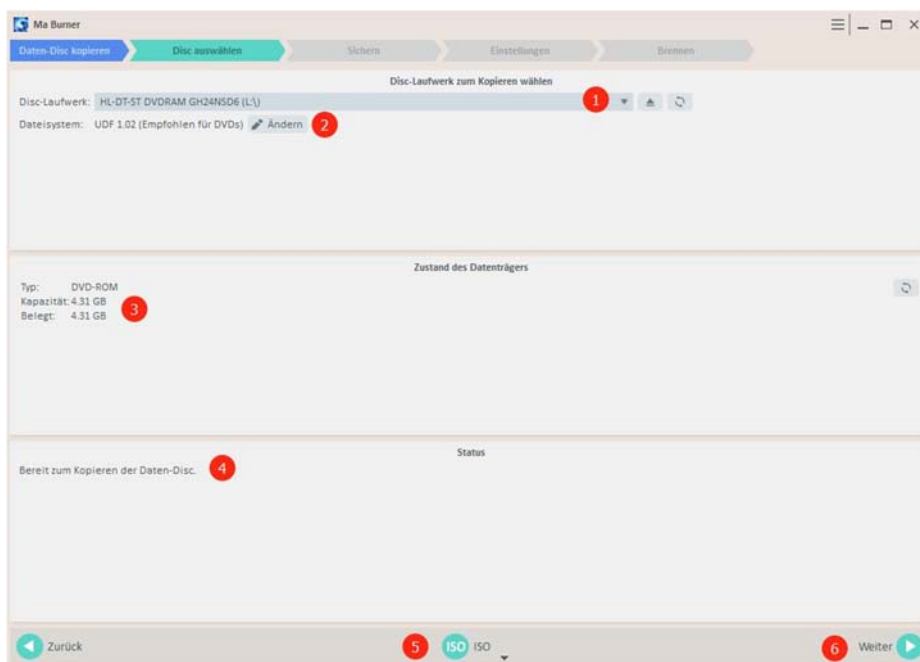 Ma Burner
Daten-Disc kopieren Disc auswählen Sichern Einstellungen Brennen
Disc-Laufwerk zum Kopieren wählen
Disc-Laufwerk: HL-DT-ST DVDRAM GH24NSD6 (L:\) 1
Dateisystem: UDF 1.02 (Empfohlen für DVDs) Ändern 2
Zustand des Datenträgers
Typ: DVD-ROM
Kapazität: 4.31 GB 3
Belegt: 4.31 GB
Status
Bereit zum Kopieren der Daten-Disc. 4
Zurück 5 ISO ISO 6 Weiter